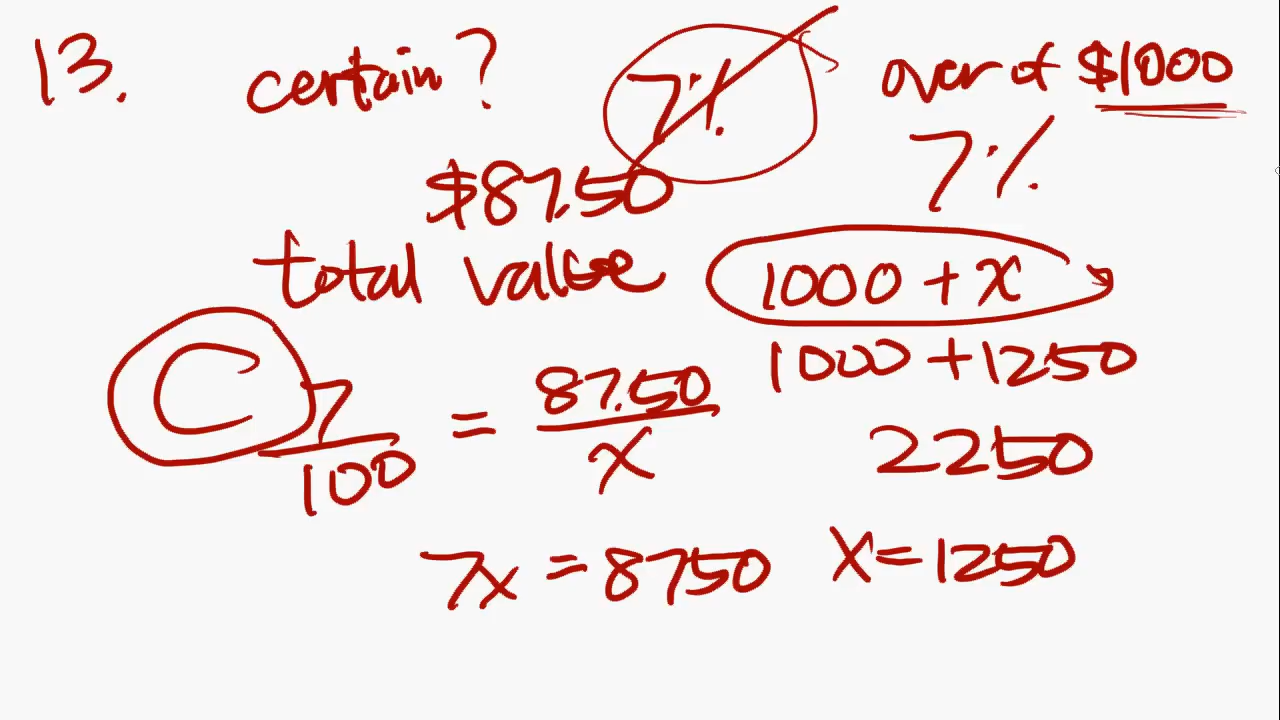 13. certain? 7% over of $1000
$87.50 7%
total value 1000 + x
C 1000 + 1250
7/100 = 87.50/x 2250
7x = 8750 x = 1250